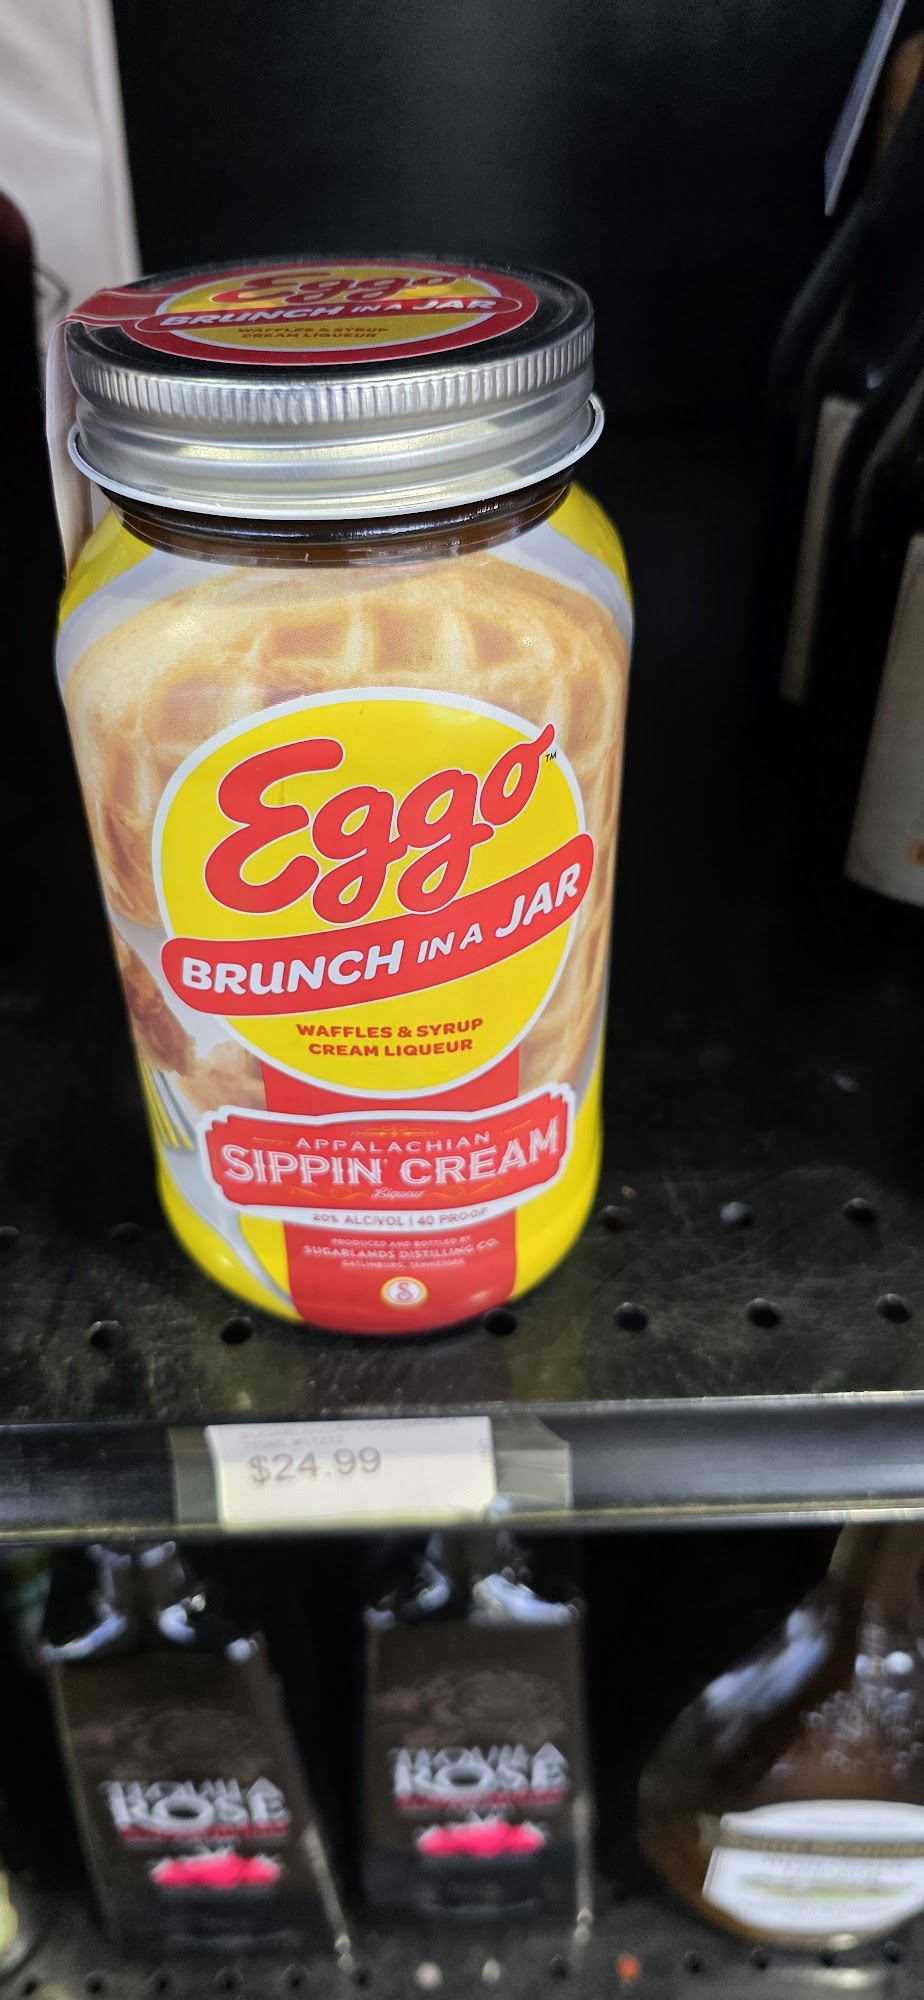 Eggo
BRUNCH IN A JAR
WAFFLES & SYRUP
CREAM LIQUEUR
Eggo™
BRUNCH IN A JAR
WAFFLES & SYRUP
CREAM LIQUEUR
APPALACHIAN
SIPPIN' CREAM
Liqueur
20% ALC/VOL | 40 PROOF
PRODUCED AND BOTTLED BY
SUGARLANDS DISTILLING CO.
GATLINBURG, TENNESSEE
S
$24.99
TEQUILA
ROSE
TEQUILA
ROSE